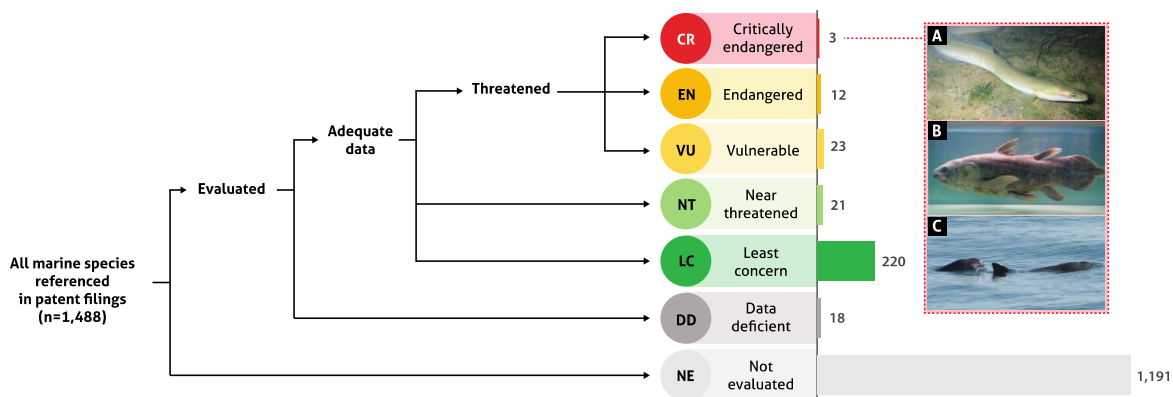 All marine species
referenced
in patent filings
(n=1,488)
Evaluated
Adequate
data
Threatened
CR
Critically
endangered
3
EN
Endangered
12
VU
Vulnerable
23
NT
Near
threatened
21
LC
Least
concern
220
DD
Data
deficient
18
NE
Not
evaluated
1,191
A
B
C